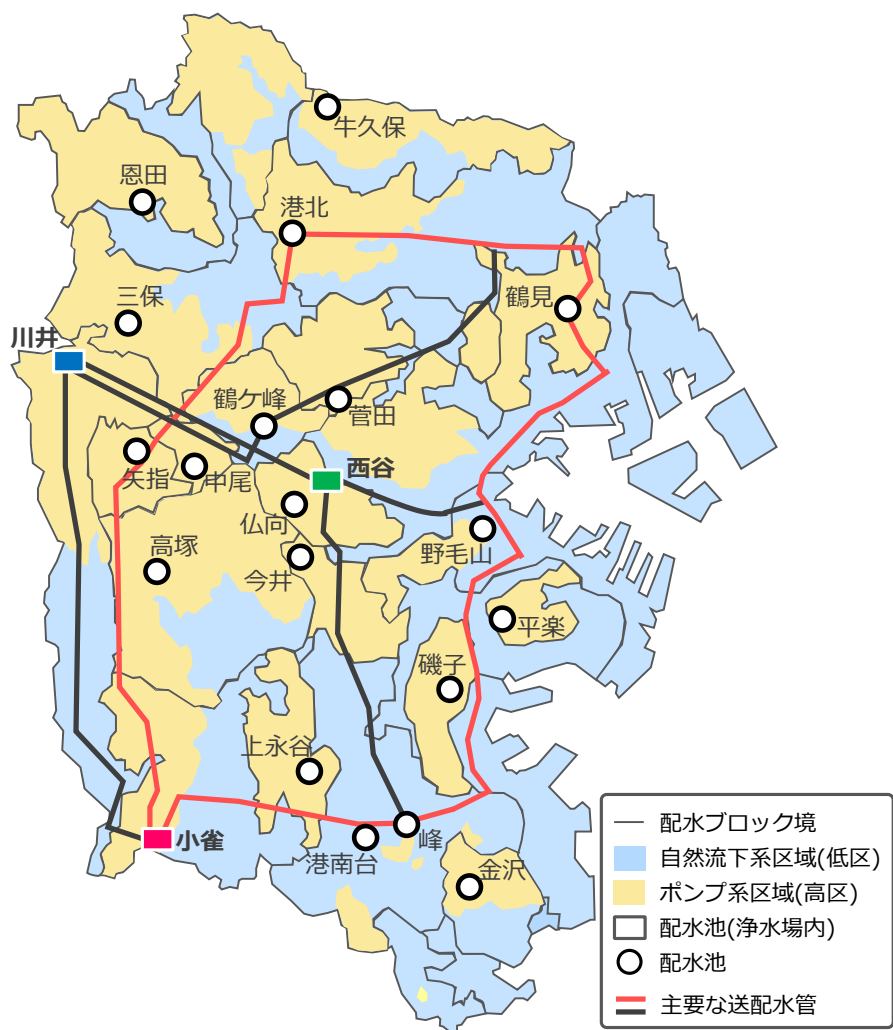 牛久保
恩田
港北
三保
鶴見
川井
鶴ケ峰
菅田
矢指
中尾
西谷
仏向
高塚
今井
野毛山
平楽
磯子
上永谷
小雀
港南台
峰
金沢
配水ブロック境
自然流下系区域(低区)
ポンプ系区域(高区)
配水池(浄水場内)
配水池
主要な送配水管